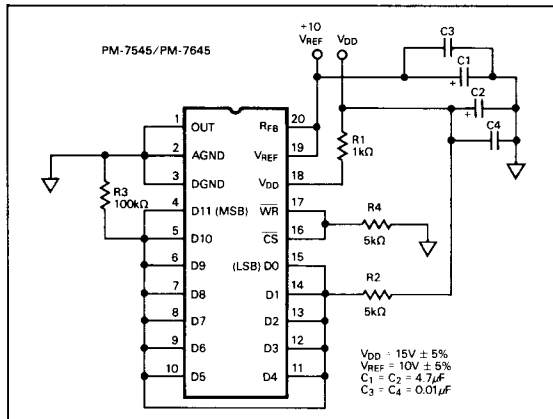 PM-7545/PM-7645
+10
VREF
VDD
C3
C1
+
C2
+
C4
R1
1kΩ
R3
100kΩ
R4
5kΩ
R2
5kΩ
1 OUT RFB 20
2 AGND VREF 19
3 DGND VDD 18
4 D11 (MSB) W̅R̅ 17
5 D10 C̅S̅ 16
6 D9 (LSB) D0 15
7 D8 D1 14
8 D7 D2 13
9 D6 D3 12
10 D5 D4 11
VDD = 15V ± 5%
VREF = 10V ± 5%
C1 = C2 = 4.7μF
C3 = C4 = 0.01μF